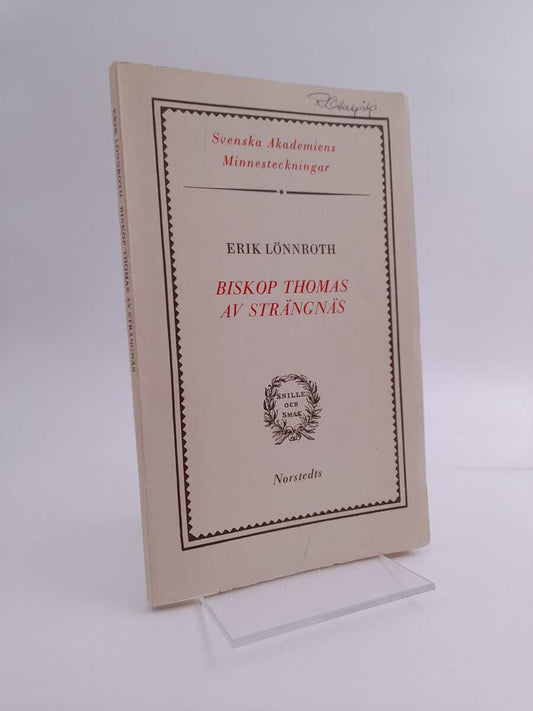 Svenska Akademiens
Minnesteckningar
ERIK LÖNNROTH
BISKOP THOMAS
AV STRÄNGNÄS
SNILLE
OCH
SMAK
Norstedts
ERIK LÖNNROTH BISKOP THOMAS AV STRÄNGNÄS